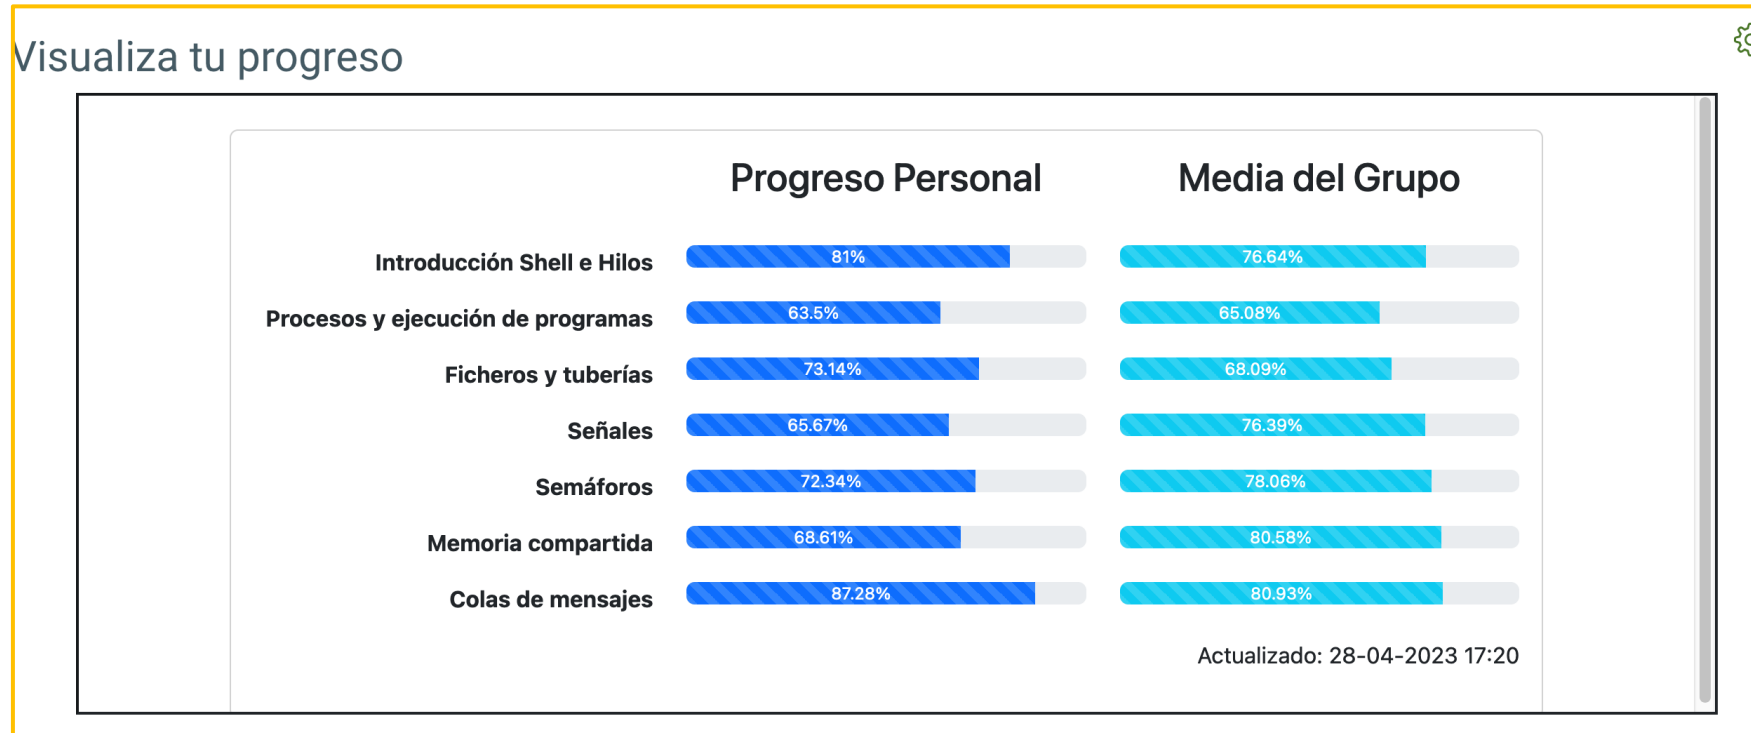 Visualiza tu progreso
Progreso Personal Media del Grupo
Introducción Shell e Hilos 81% 76.64%
Procesos y ejecución de programas 63.5% 65.08%
Ficheros y tuberías 73.14% 68.09%
Señales 65.67% 76.39%
Semáforos 72.34% 78.06%
Memoria compartida 68.61% 80.58%
Colas de mensajes 87.28% 80.93%
Actualizado: 28-04-2023 17:20